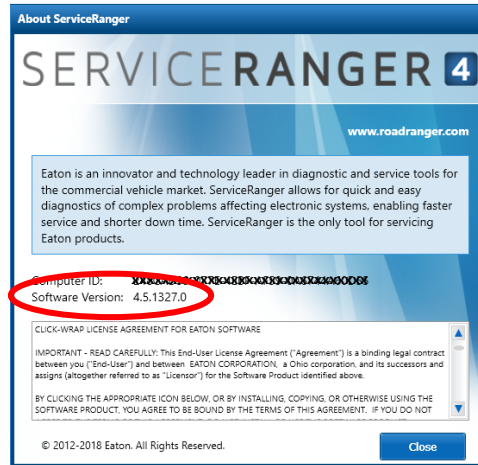 About ServiceRanger
SERVICERANGER 4
www.roadranger.com
Eaton is an innovator and technology leader in diagnostic and service tools for
the commercial vehicle market. ServiceRanger allows for quick and easy
diagnostics of complex problems affecting electronic systems, enabling faster
service and shorter down time. ServiceRanger is the only tool for servicing
Eaton products.
Computer ID:
Software Version: 4.5.1327.0
CLICK-WRAP LICENSE AGREEMENT FOR EATON SOFTWARE
IMPORTANT - READ CAREFULLY: This End-User License Agreement ("Agreement") is a binding legal contract
between you ("End-User") and between EATON CORPORATION, a Ohio corporation, and its successors and
assigns (altogether referred to as "Licensor") for the Software Product identified above.
BY CLICKING THE APPROPRIATE ICON BELOW, OR BY INSTALLING, COPYING, OR OTHERWISE USING THE
SOFTWARE PRODUCT, YOU AGREE TO BE BOUND BY THE TERMS OF THIS AGREEMENT. IF YOU DO NOT
© 2012-2018 Eaton. All Rights Reserved.
Close